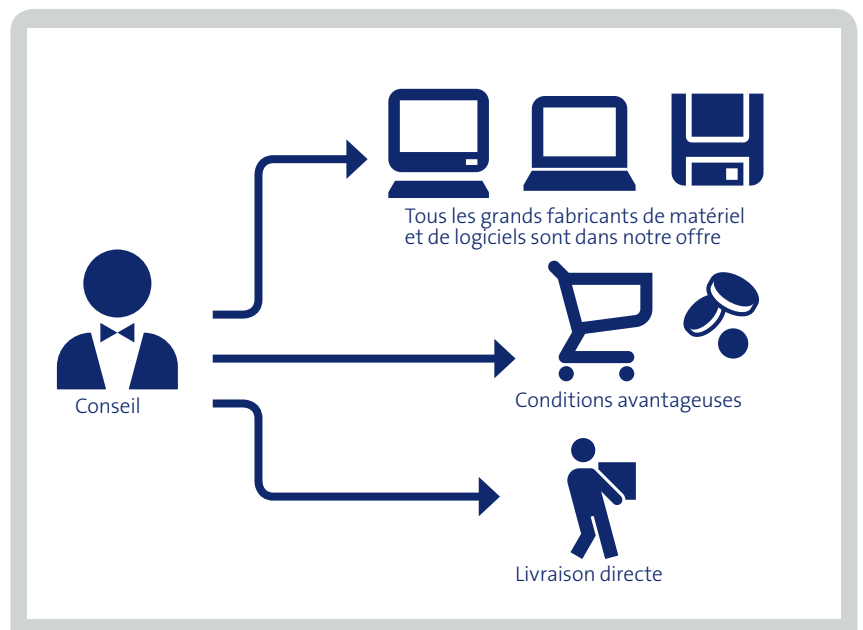 Tous les grands fabricants de matériel
et de logiciels sont dans notre offre
Conseil
Conditions avantageuses
Livraison directe